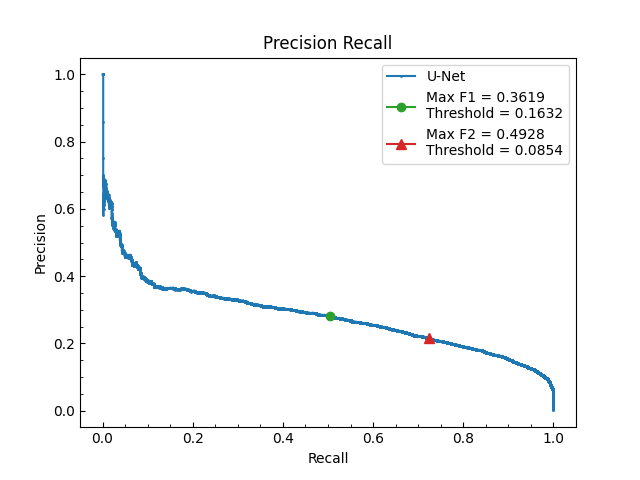 Precision Recall
U-Net
Max F1 = 0.3619
Threshold = 0.1632
Max F2 = 0.4928
Threshold = 0.0854
Precision
1.0
0.8
0.6
0.4
0.2
0.0
0.0 0.2 0.4 0.6 0.8 1.0
Recall